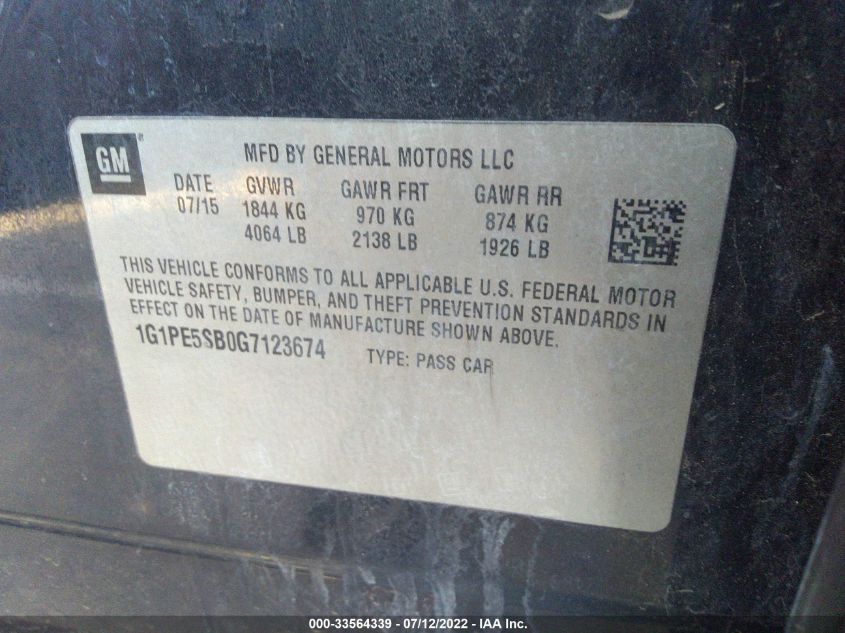 GM®
MFD BY GENERAL MOTORS LLC
DATE GVWR GAWR FRT GAWR RR
07/15 1844 KG 970 KG 874 KG
4064 LB 2138 LB 1926 LB
THIS VEHICLE CONFORMS TO ALL APPLICABLE U.S. FEDERAL MOTOR
VEHICLE SAFETY, BUMPER, AND THEFT PREVENTION STANDARDS IN
EFFECT ON THE DATE OF MANUFACTURE SHOWN ABOVE.
1G1PE5SB0G7123674 TYPE: PASS CAR
000-33564339 - 07/12/2022 - IAA Inc.